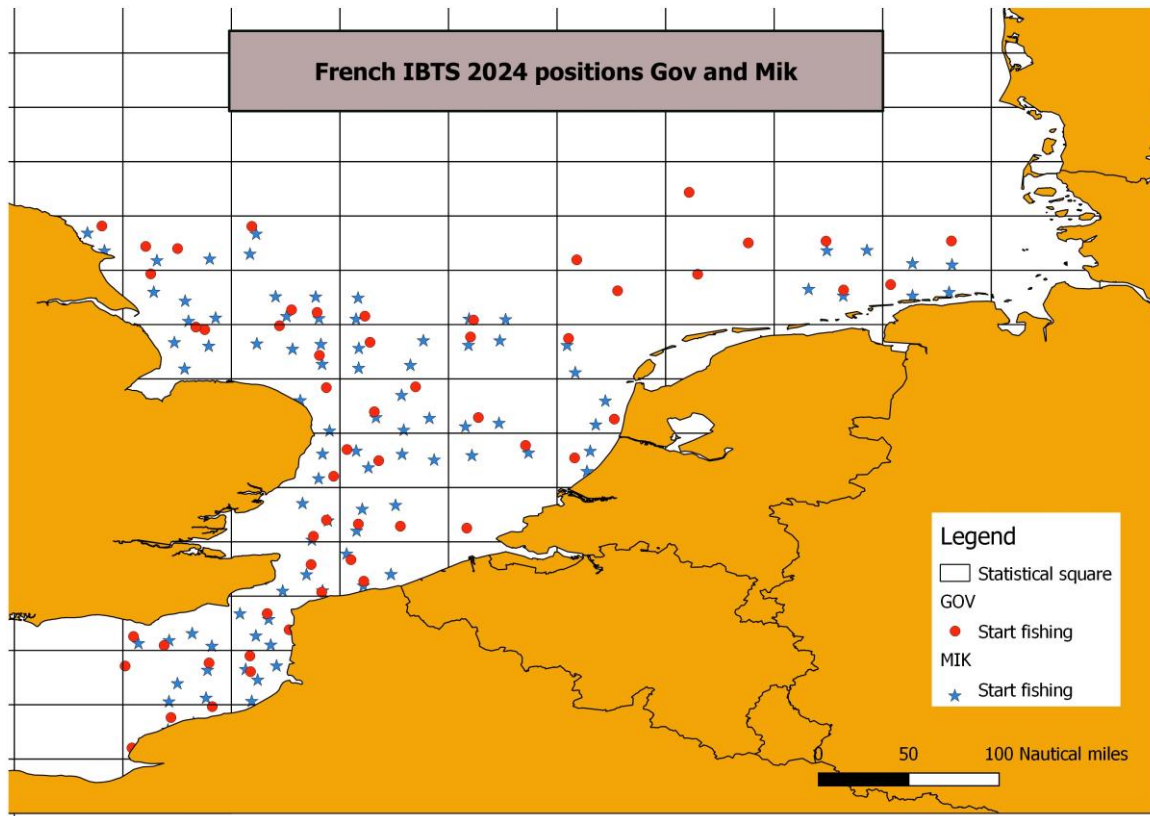 French IBTS 2024 positions Gov and Mik
Legend
Statistical square
GOV
Start fishing
MIK
Start fishing
0 50 100 Nautical miles